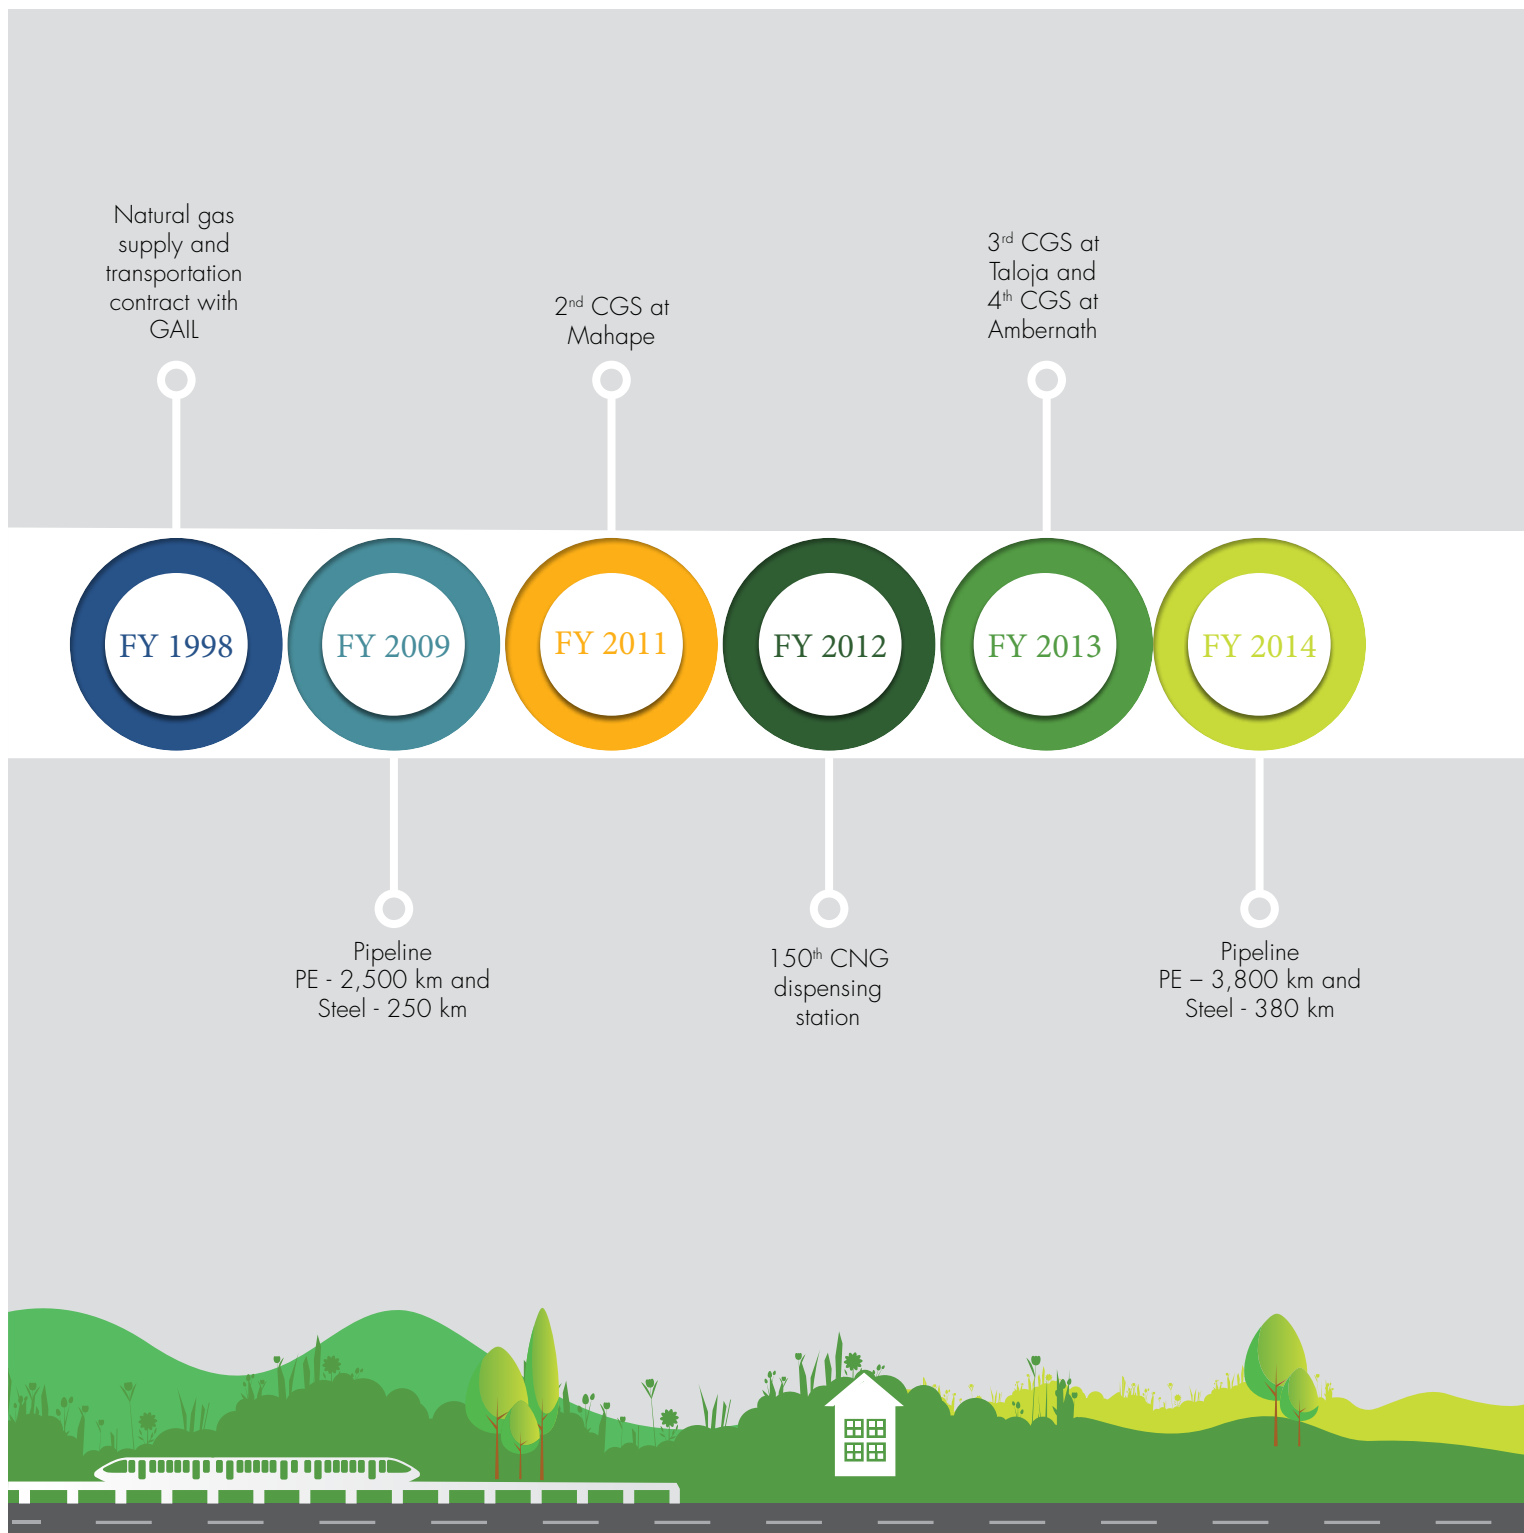 Natural gas
supply and
transportation
contract with
GAIL
2nd CGS at
Mahape
3rd CGS at
Taloja and
4th CGS at
Ambernath
FY 1998
FY 2009
FY 2011
FY 2012
FY 2013
FY 2014
Pipeline
PE - 2,500 km and
Steel - 250 km
150th CNG
dispensing
station
Pipeline
PE – 3,800 km and
Steel - 380 km